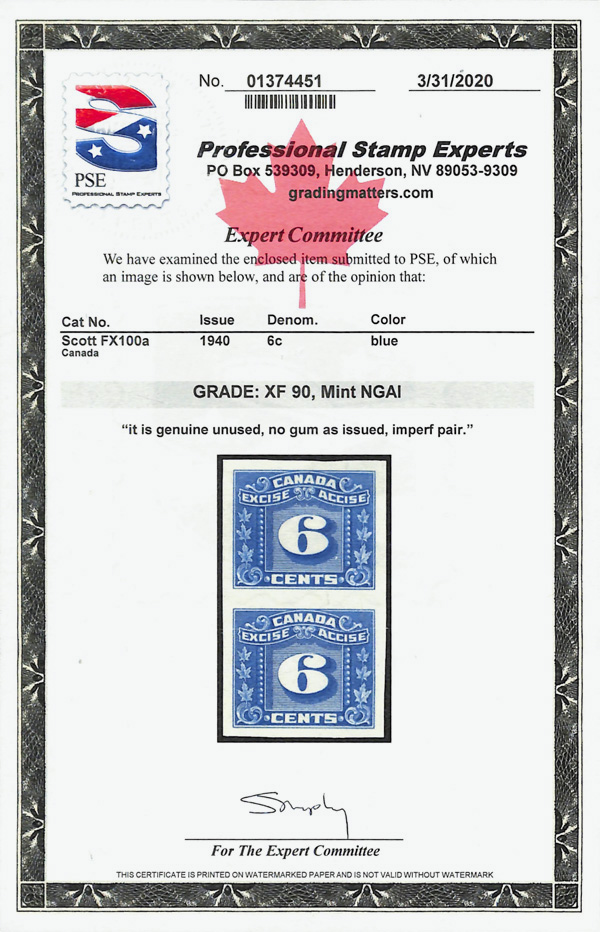 No. 01374451 3/31/2020
PSE
PROFESSIONAL STAMP EXPERTS
Professional Stamp Experts
PO Box 539309, Henderson, NV 89053-9309
gradingmatters.com
Expert Committee
We have examined the enclosed item submitted to PSE, of which
an image is shown below, and are of the opinion that:
Cat No. Issue Denom. Color
Scott FX100a 1940 6c blue
Canada
GRADE: XF 90, Mint NGAI
“it is genuine unused, no gum as issued, imperf pair.”
CANADA
EXCISE ACCISE
6
CENTS
CANADA
EXCISE ACCISE
6
CENTS
For The Expert Committee
THIS CERTIFICATE IS PRINTED ON WATERMARKED PAPER AND IS NOT VALID WITHOUT WATERMARK